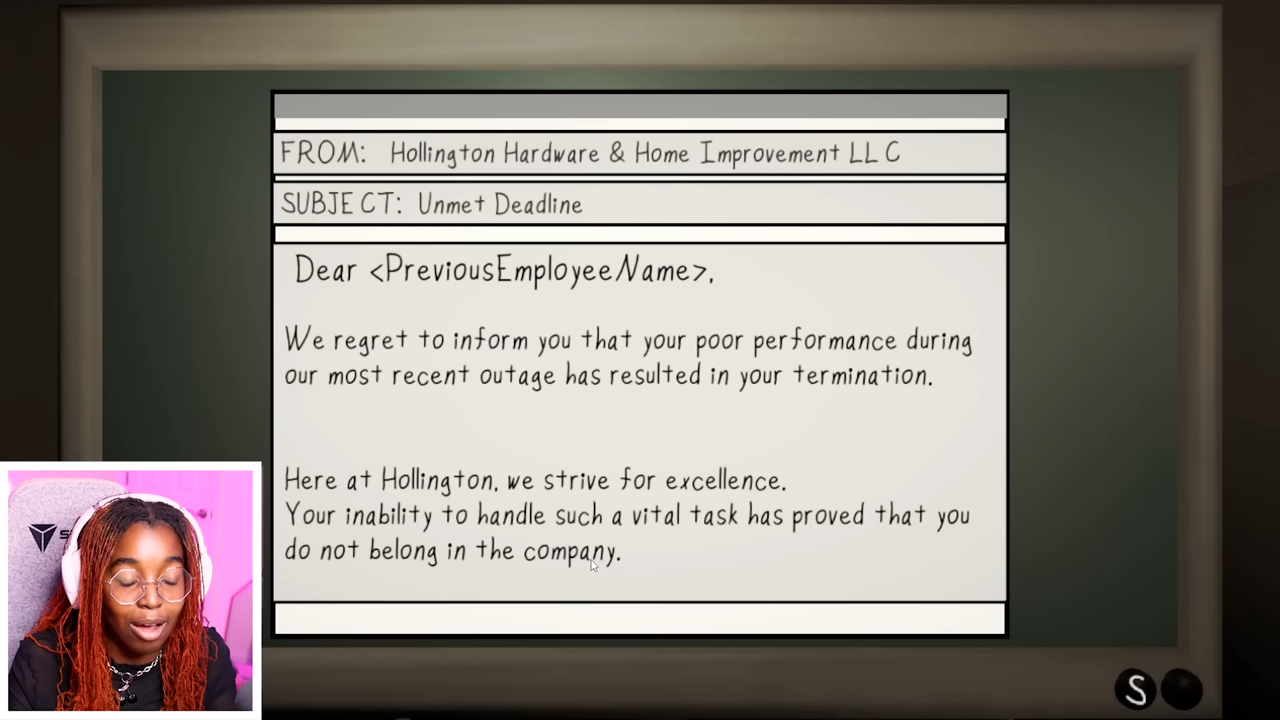 FROM: Hollington Hardware & Home Improvement LLC
SUBJECT: Unmet Deadline
Dear <PreviousEmployeeName>,
We regret to inform you that your poor performance during
our most recent outage has resulted in your termination.
Here at Hollington, we strive for excellence.
Your inability to handle such a vital task has proved that you
do not belong in the company.
S